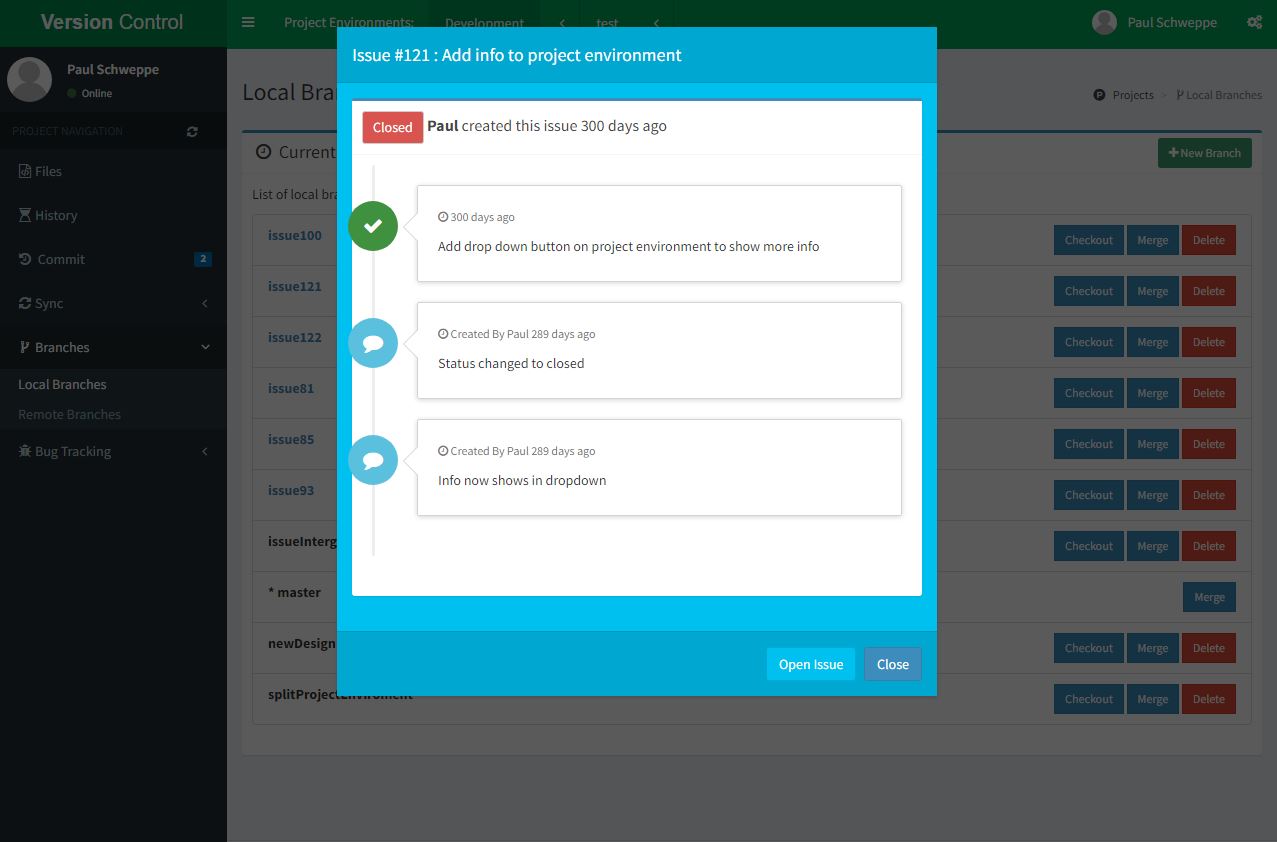 Version Control
Project Environments:
Development
test
Paul Schweppe
Paul Schweppe
Online
PROJECT NAVIGATION
Files
History
Commit
2
Sync
Branches
Local Branches
Remote Branches
Bug Tracking
Local Bra
Projects > Local Branches
Current
New Branch
List of local bra
issue100
Checkout Merge Delete
issue121
Checkout Merge Delete
issue122
Checkout Merge Delete
issue81
Checkout Merge Delete
issue85
Checkout Merge Delete
issue93
Checkout Merge Delete
issueInterg
Checkout Merge Delete
* master
Merge
newDesign
Checkout Merge Delete
splitProjectEnviroment
Checkout Merge Delete
Issue #121 : Add info to project environment
Closed Paul created this issue 300 days ago
300 days ago
Add drop down button on project environment to show more info
Created By Paul 289 days ago
Status changed to closed
Created By Paul 289 days ago
Info now shows in dropdown
Open Issue Close